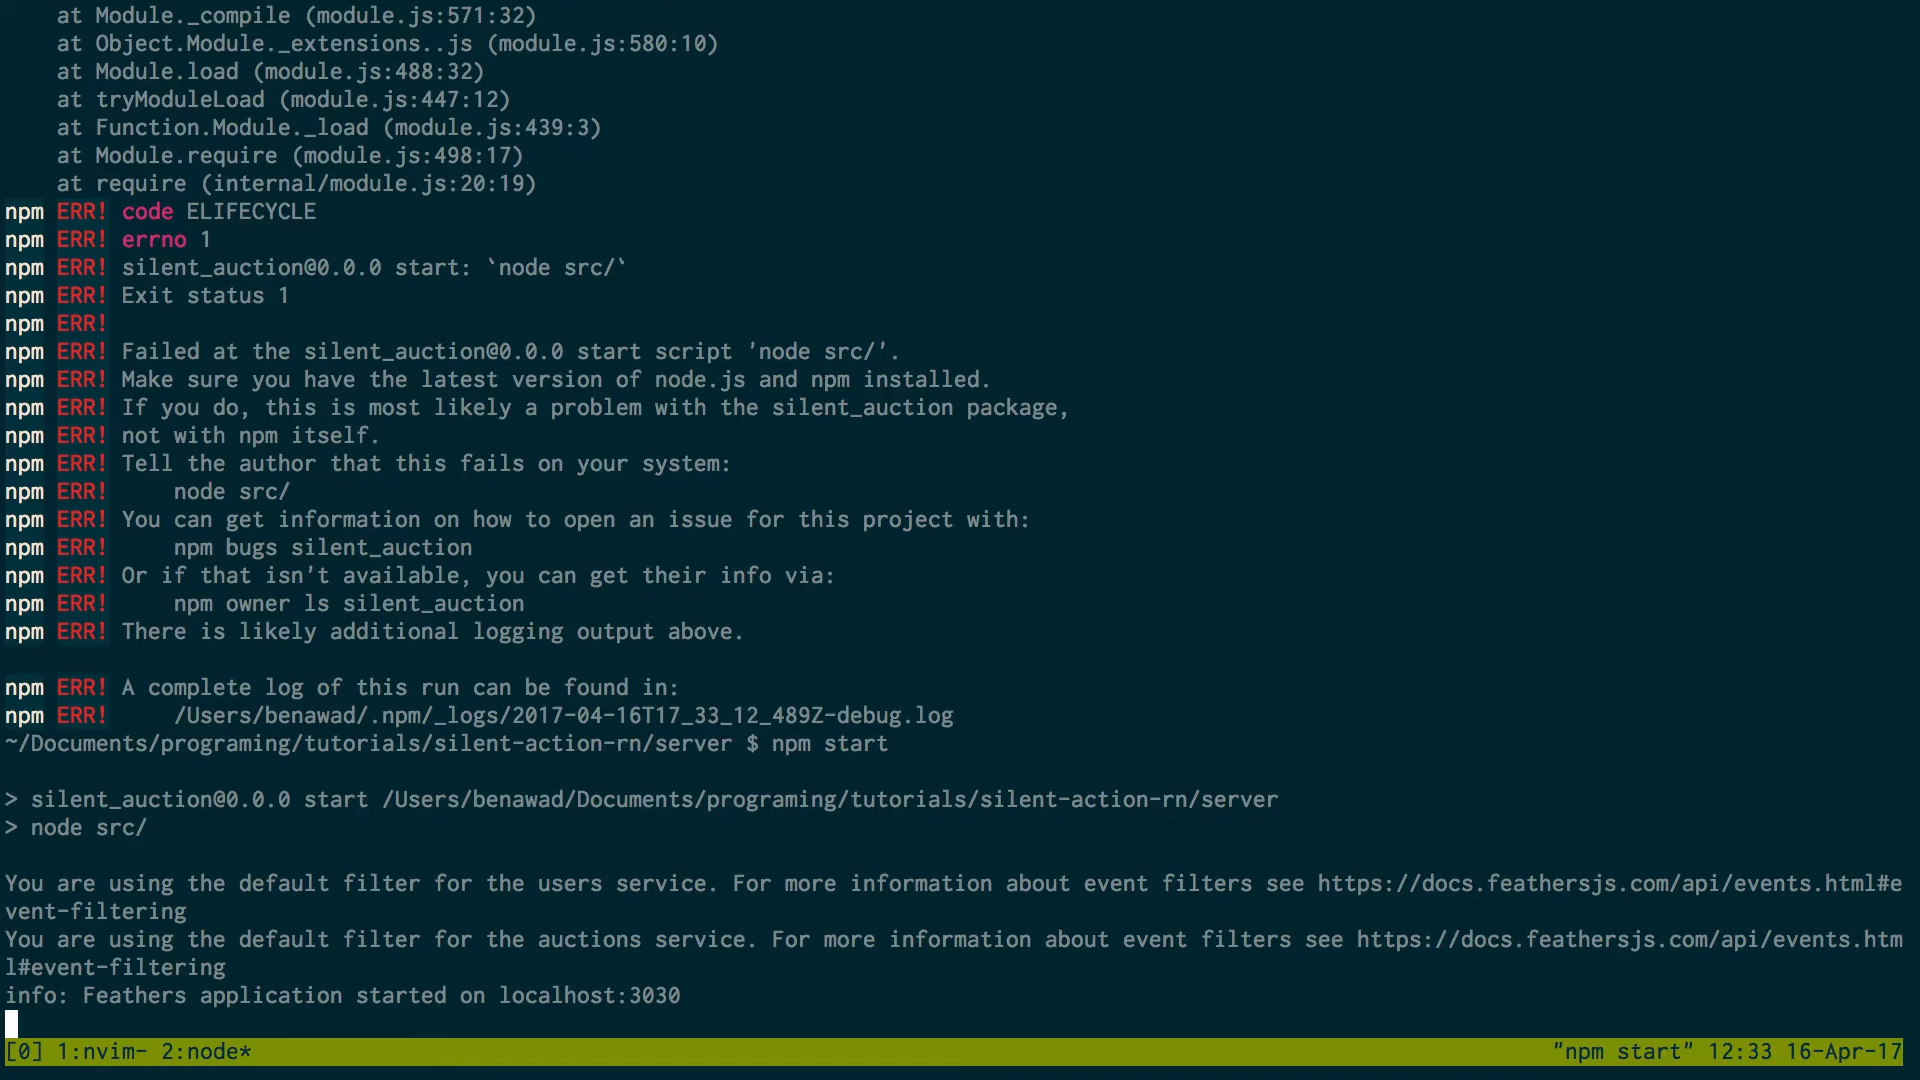 at Module._compile (module.js:571:32)
    at Object.Module._extensions..js (module.js:580:10)
    at Module.load (module.js:488:32)
    at tryModuleLoad (module.js:447:12)
    at Function.Module._load (module.js:439:3)
    at Module.require (module.js:498:17)
    at require (internal/module.js:20:19)
npm ERR! code ELIFECYCLE
npm ERR! errno 1
npm ERR! silent_auction@0.0.0 start: `node src/`
npm ERR! Exit status 1
npm ERR!
npm ERR! Failed at the silent_auction@0.0.0 start script 'node src/'.
npm ERR! Make sure you have the latest version of node.js and npm installed.
npm ERR! If you do, this is most likely a problem with the silent_auction package,
npm ERR! not with npm itself.
npm ERR! Tell the author that this fails on your system:
npm ERR!     node src/
npm ERR! You can get information on how to open an issue for this project with:
npm ERR!     npm bugs silent_auction
npm ERR! Or if that isn't available, you can get their info via:
npm ERR!     npm owner ls silent_auction
npm ERR! There is likely additional logging output above.

npm ERR! A complete log of this run can be found in:
npm ERR!     /Users/benawad/.npm/_logs/2017-04-16T17_33_12_489Z-debug.log
~/Documents/programing/tutorials/silent-action-rn/server $ npm start

> silent_auction@0.0.0 start /Users/benawad/Documents/programing/tutorials/silent-action-rn/server
> node src/

You are using the default filter for the users service. For more information about event filters see https://docs.feathersjs.com/api/events.html#e
vent-filtering
You are using the default filter for the auctions service. For more information about event filters see https://docs.feathersjs.com/api/events.htm
l#event-filtering
info: Feathers application started on localhost:3030
[0] 1:nvim- 2:node* "npm start" 12:33 16-Apr-17